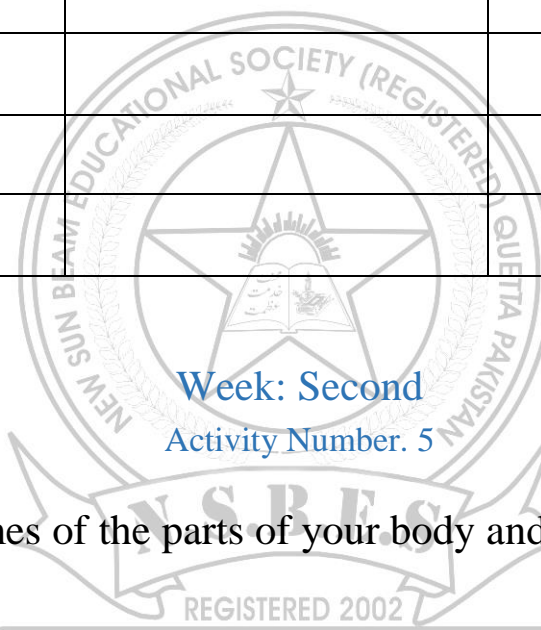 NEW SUN BEAM EDUCATIONAL SOCIETY (REGISTERED) QUETTA PAKISTAN
Week: Second
Activity Number. 5
of the parts of your body and
N S B E S
REGISTERED 2002